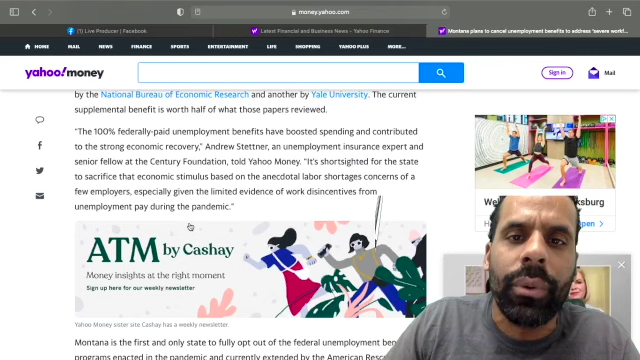 money.yahoo.com
Live Producer | Facebook
Latest Financial and Business News - Yahoo Finance
Montana plans to cancel unemployment benefits to address 'severe workf
HOME MAIL NEWS FINANCE SPORTS ENTERTAINMENT LIFE SHOPPING YAHOO PLUS MORE...
yahoo!money
Sign in
Mail
by the National Bureau of Economic Research and another by Yale University. The current
supplemental benefit is worth half of what those papers reviewed.
"The 100% federally-paid unemployment benefits have boosted spending and contributed
to the strong economic recovery," Andrew Stettner, an unemployment insurance expert and
senior fellow at the Century Foundation, told Yahoo Money. "It's shortsighted for the state
to sacrifice that economic stimulus based on the anecdotal labor shortages concerns of
a few employers, especially given the limited evidence of work disincentives from
unemployment pay during the pandemic."
ATM by Cashay
Money insights at the right moment
Sign up here for our weekly newsletter
Yahoo Money sister site Cashay has a weekly newsletter.
Montana is the first and only state to fully opt out of the federal unemployment
programs enacted in the pandemic and currently extended by the American
Wel
ksburg
Open